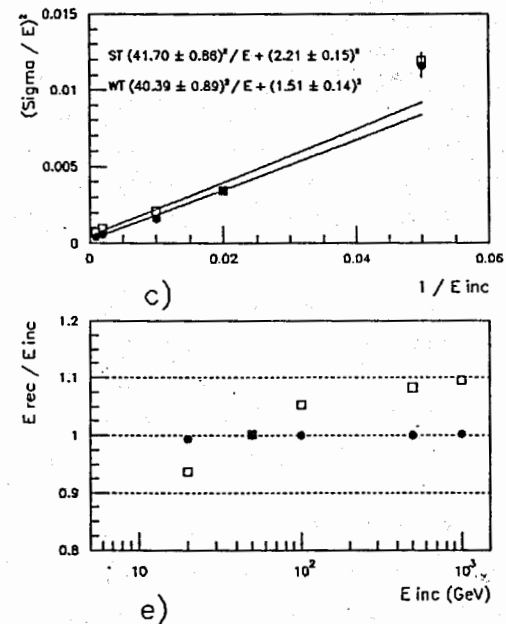 (Sigma / E)²
0.015
ST (41.70 ± 0.86)² / E + (2.21 ± 0.15)²
WT (40.39 ± 0.89)² / E + (1.51 ± 0.14)²
0.01
0.005
0
0 0.02 0.04 0.06
c) 1 / E inc
E rec / E inc
1.2
1.1
1
0.9
0.8
10 10² 10³
E inc (GeV)
e)